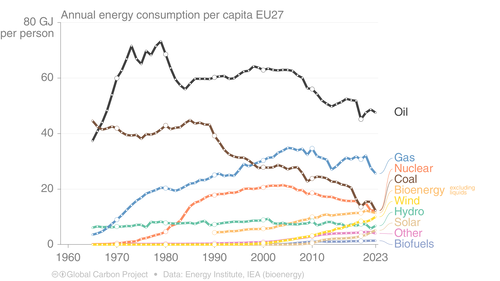 Annual energy consumption per capita EU27
80 GJ
per person
60
40
20
0
Oil
Gas
Nuclear
Coal
Bioenergy excluding liquids
Wind
Hydro
Solar
Other
Biofuels
1960 1970 1980 1990 2000 2010 2023
Global Carbon Project • Data: Energy Institute, IEA (bioenergy)